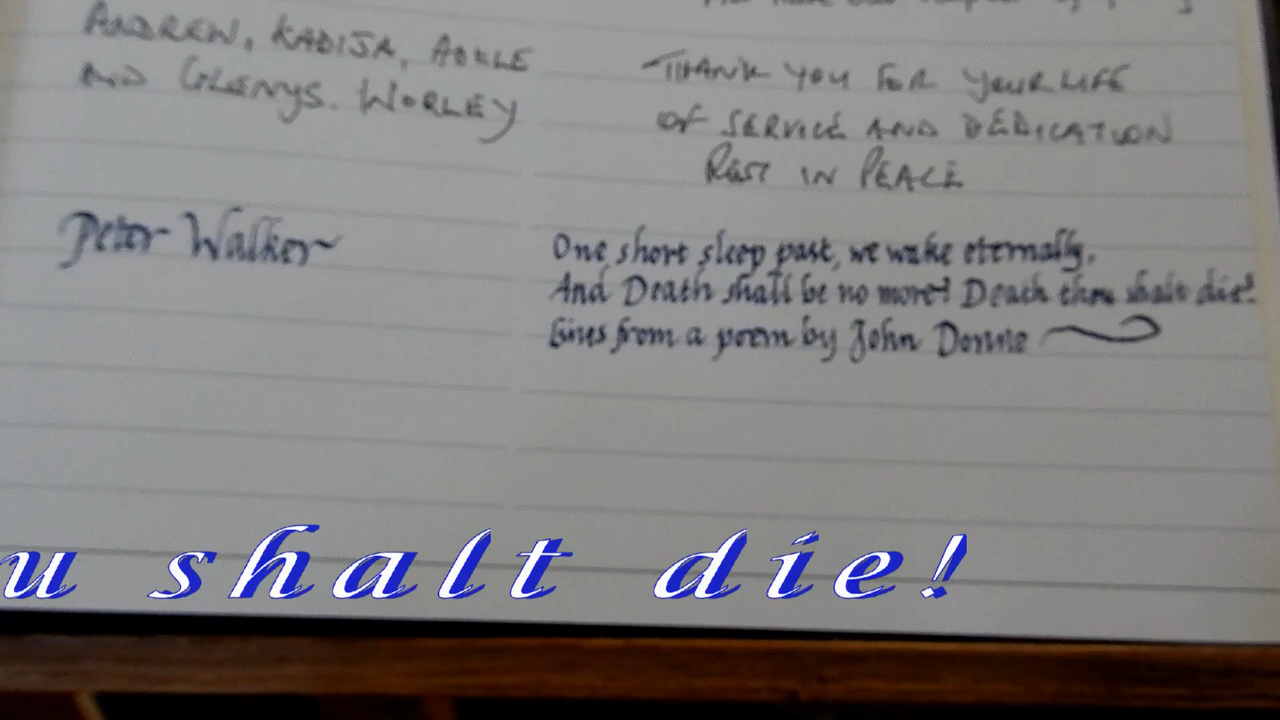 ANDREW, KADIJA,
AND GLENYS. WORLEY
THANK YOU FOR YOUR LIFE
OF SERVICE AND DEDICATION
REST IN PEACE
Peter Walker
One short sleep past, we wake eternally.
And Death shall be no more! Death thou shalt die!
Lines from a poem by John Donne
u shalt die!